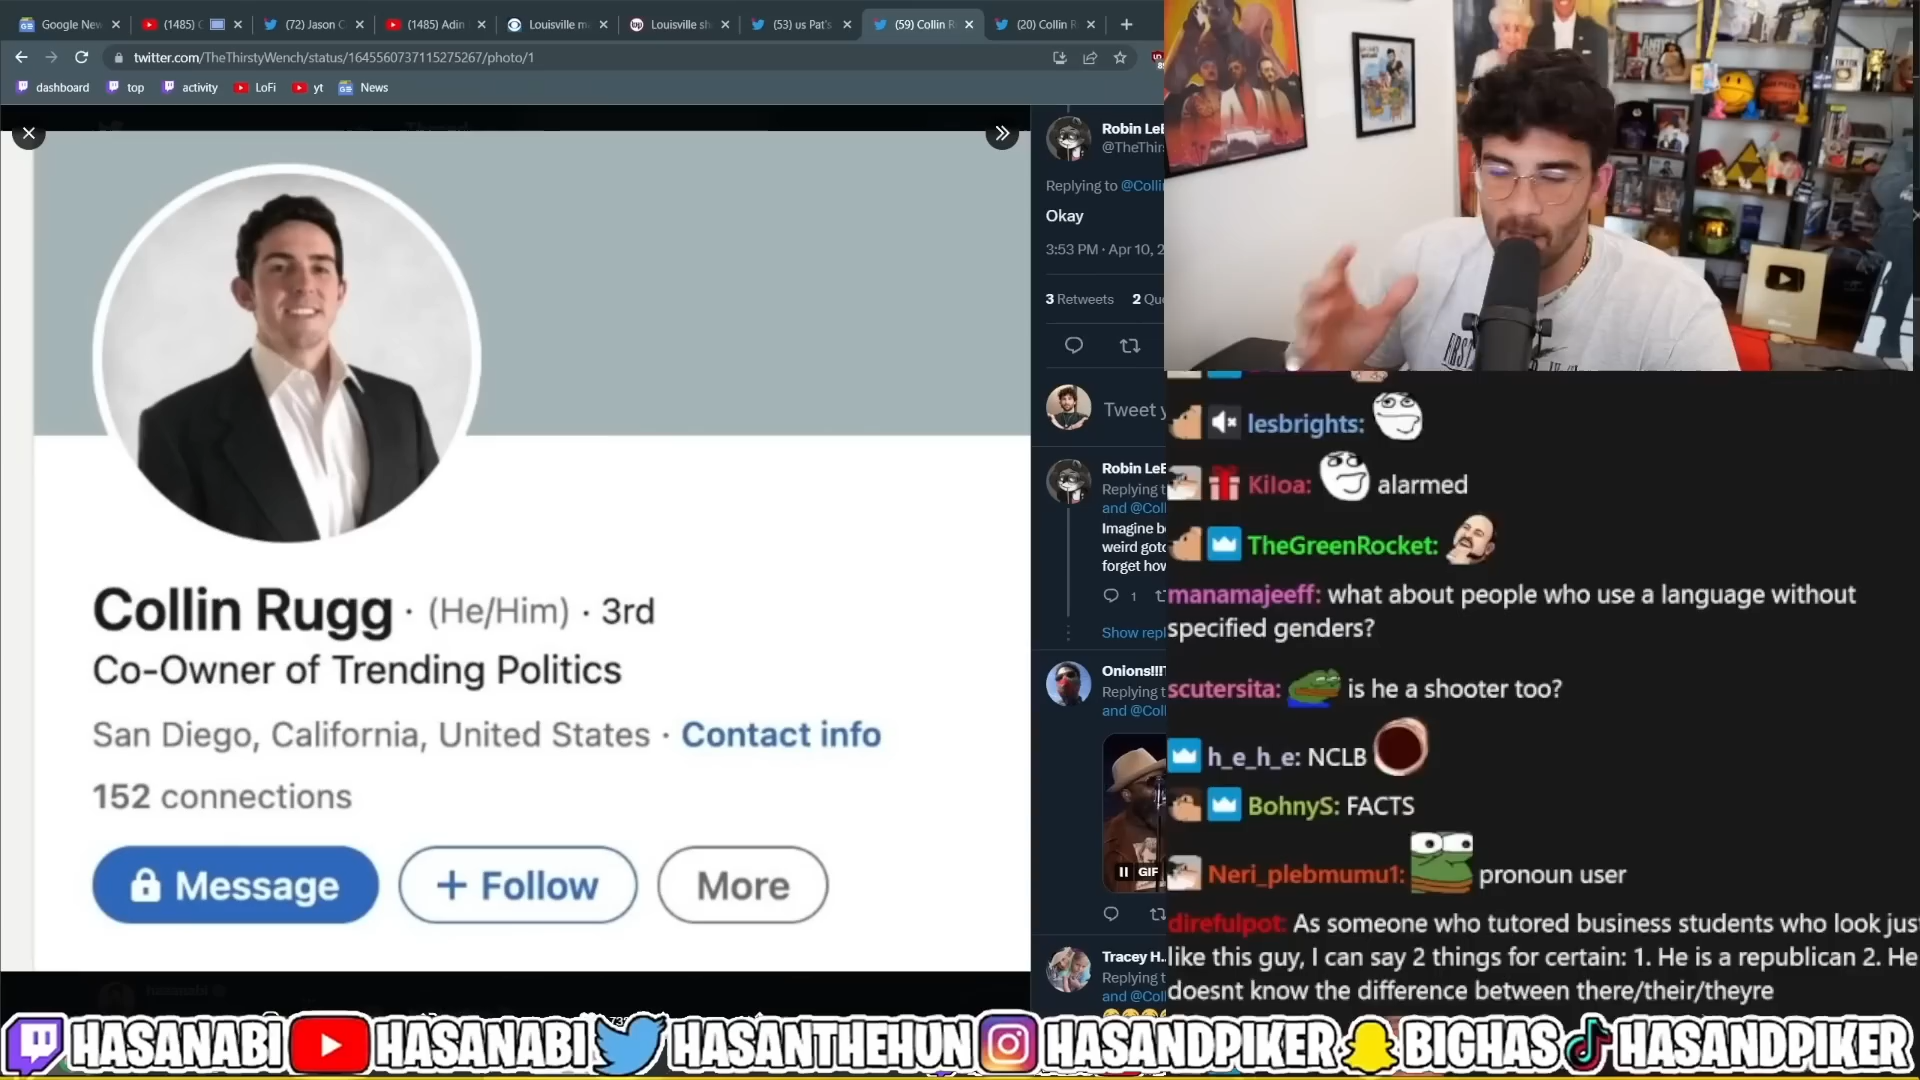 Google New
(1485)
(72) Jason C
(1485) Adin
Louisville m
Louisville sh
(53) us Pat's
(59) Collin R
(20) Collin R
twitter.com/TheThirstyWench/status/1645560737115275267/photo/1
dashboard
top
activity
LoFi
yt
News
Collin Rugg · (He/Him) · 3rd
Co-Owner of Trending Politics
San Diego, California, United States · Contact info
152 connections
Message
+ Follow
More
Robin LeB
@TheThir
Replying to @Colli
Okay
3:53 PM · Apr 10, 2
3 Retweets 2 Quo
Tweet y
Robin LeB
Replying t
and @Coll
Imagine b
weird goto
forget how
1
Show repl
Onions!!!
Replying t
and @Coll
GIF
Tracey H.
Replying t
and @Coll
lesbrights:
Kiloa: alarmed
TheGreenRocket:
manamajeeff: what about people who use a language without
specified genders?
scutersita: is he a shooter too?
h_e_h_e: NCLB
BohnyS: FACTS
Neri_plebmumu1: pronoun user
direfulpot: As someone who tutored business students who look just
like this guy, I can say 2 things for certain: 1. He is a republican 2. He
doesnt know the difference between there/their/theyre
HASANABI HASANABI HASANTHEHUN HASANDPIKER BIGHAS HASANDPIKER